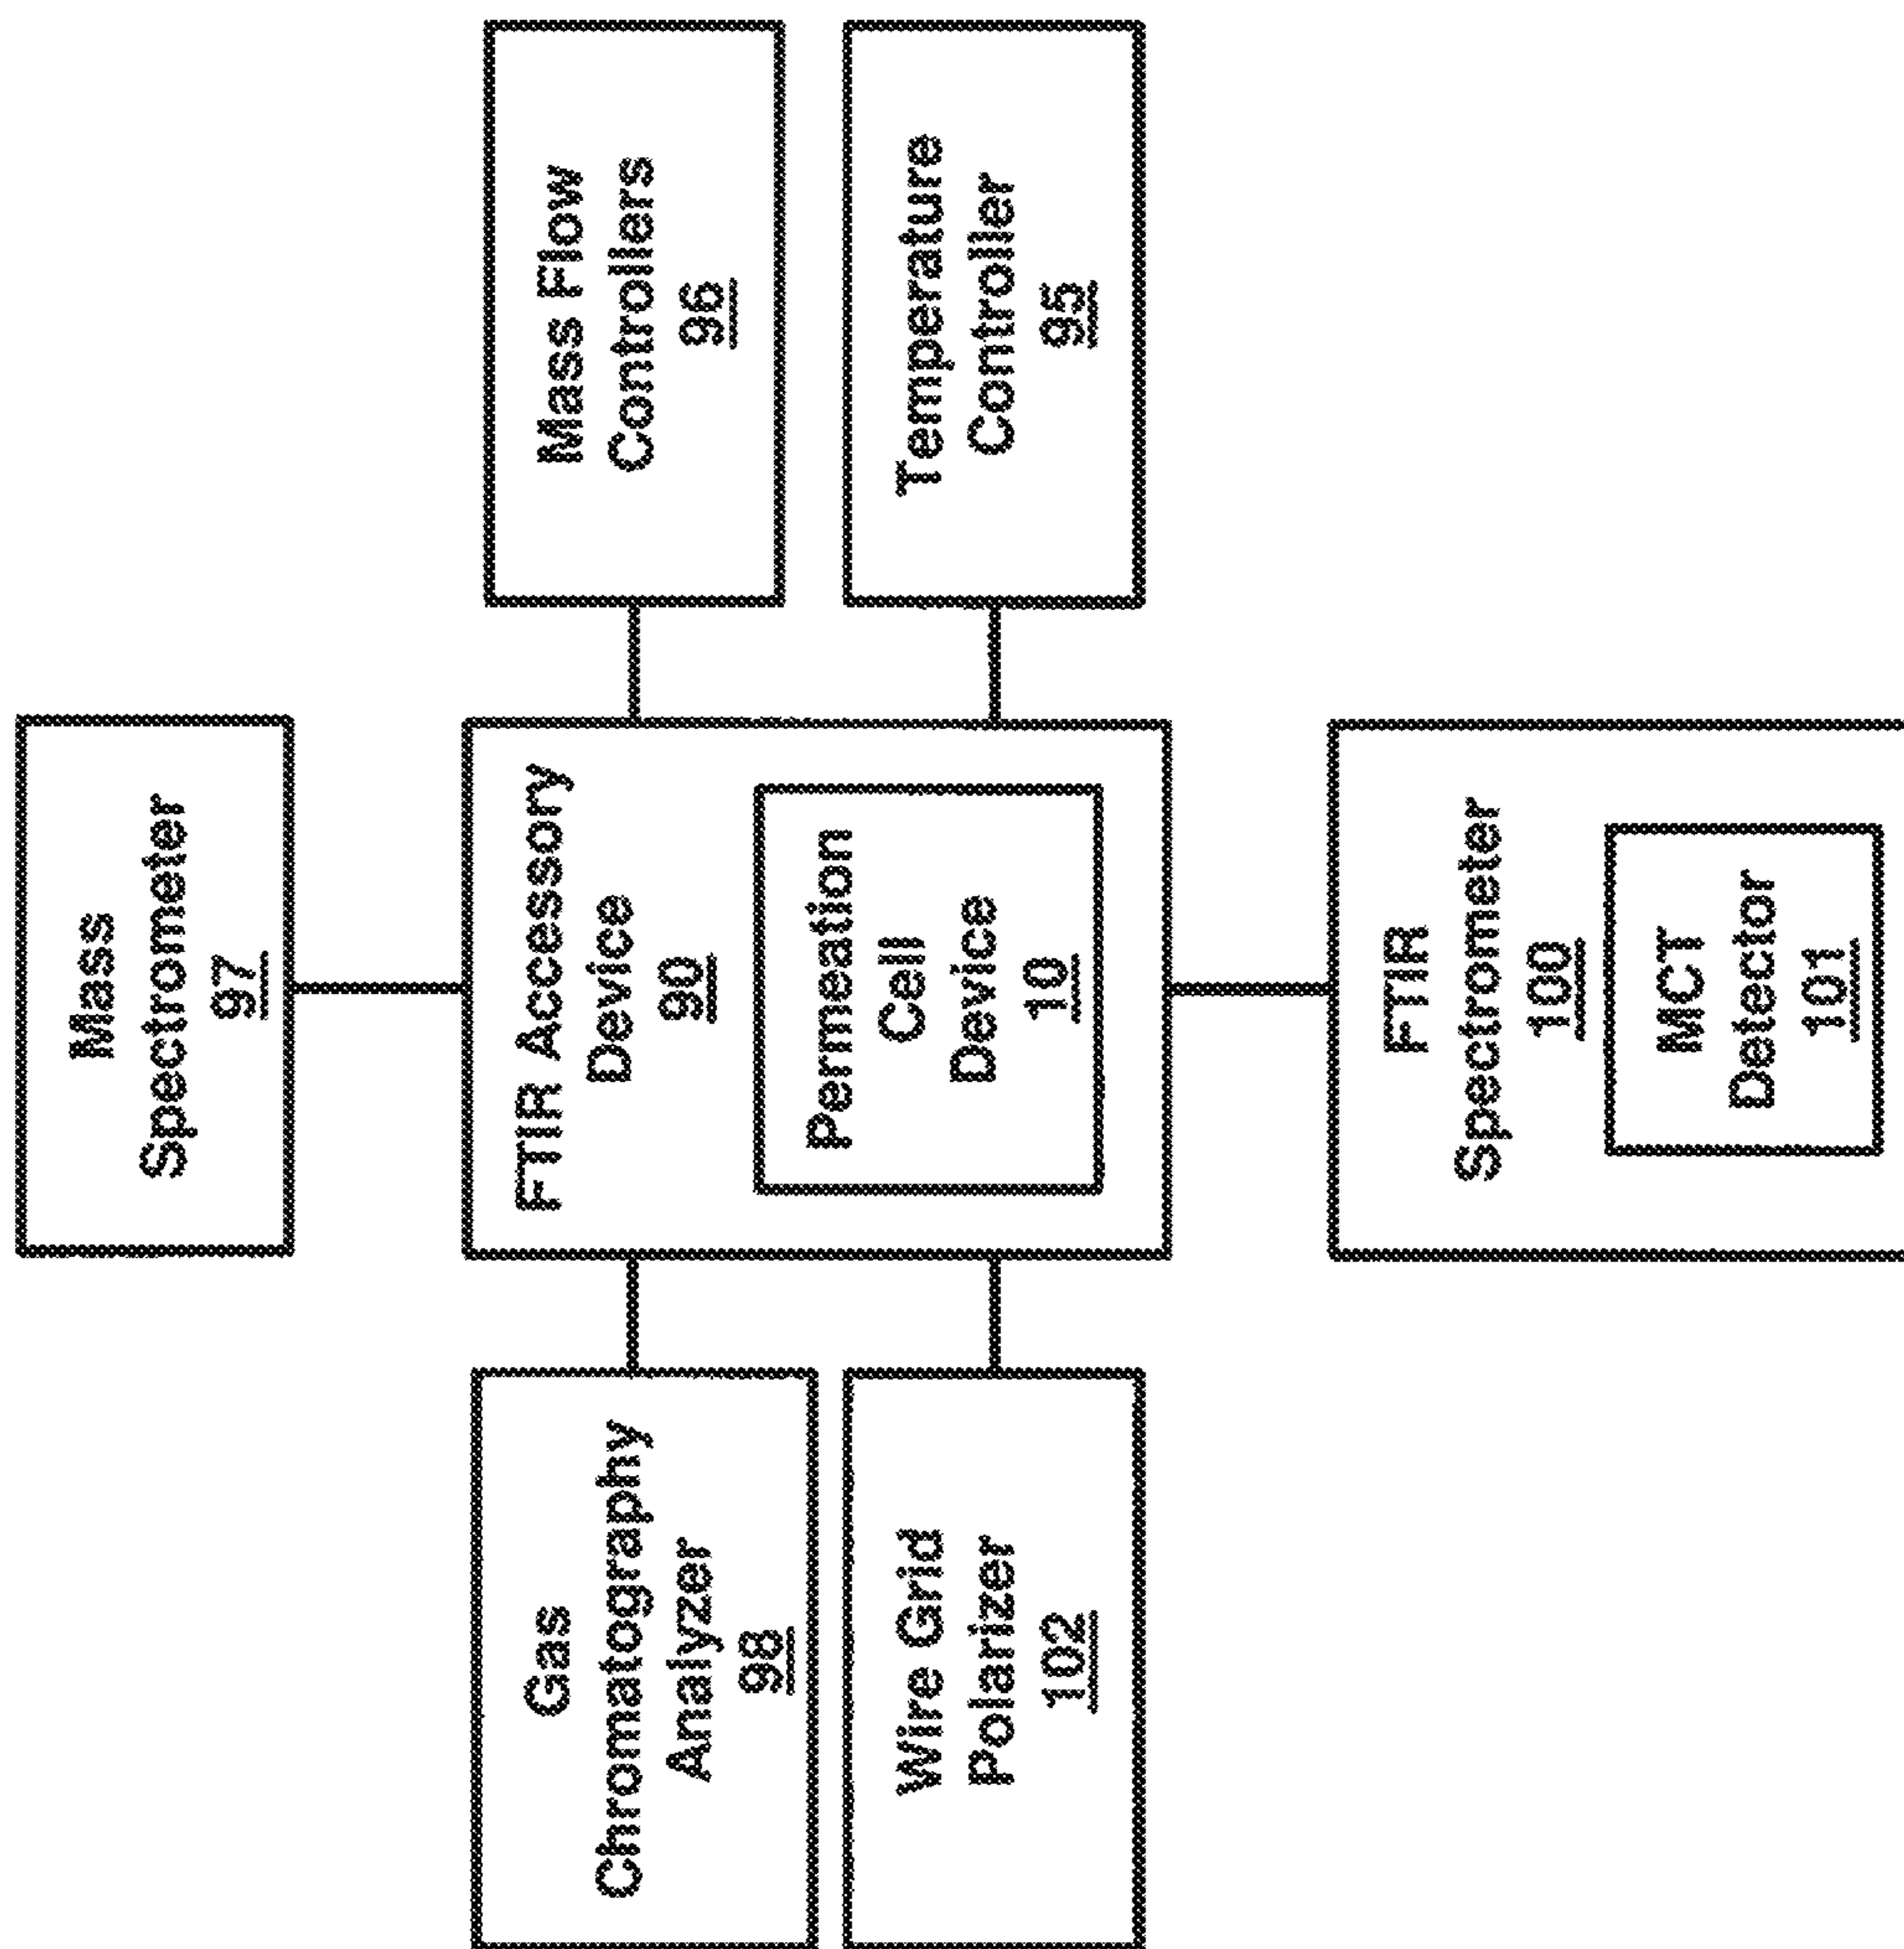 Mass
Spectrometer
97
Gas
Chromatography
Analyzer
98
FTIR Accessory
Device
90
Mass Flow
Controllers
96
Wire Grid
Polarizer
102
Permeation
Cell
Device
10
Temperature
Controller
95
FTIR
Spectrometer
100
MCT
Detector
101